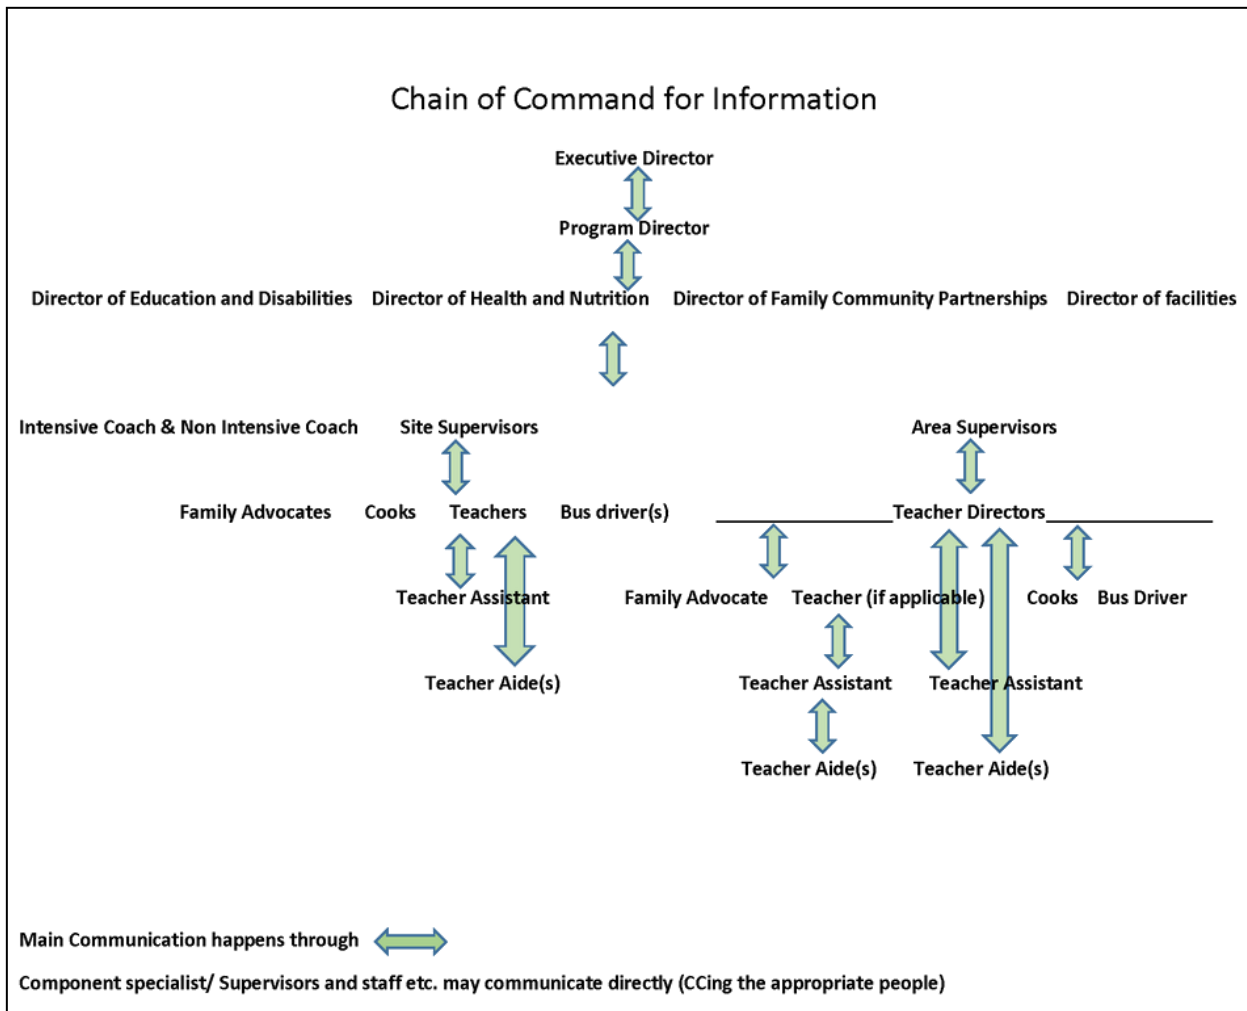 Chain of Command for Information
Executive Director
Program Director
Director of Education and Disabilities Director of Health and Nutrition Director of Family Community Partnerships Director of facilities
Intensive Coach & Non Intensive Coach Site Supervisors Area Supervisors
Family Advocates Cooks Teachers Bus driver(s) Teacher Directors
Teacher Assistant Family Advocate Teacher (if applicable) Cooks Bus Driver
Teacher Aide(s) Teacher Assistant Teacher Assistant
Teacher Aide(s) Teacher Aide(s)
Main Communication happens through
Component specialist/ Supervisors and staff etc. may communicate directly (CCing the appropriate people)